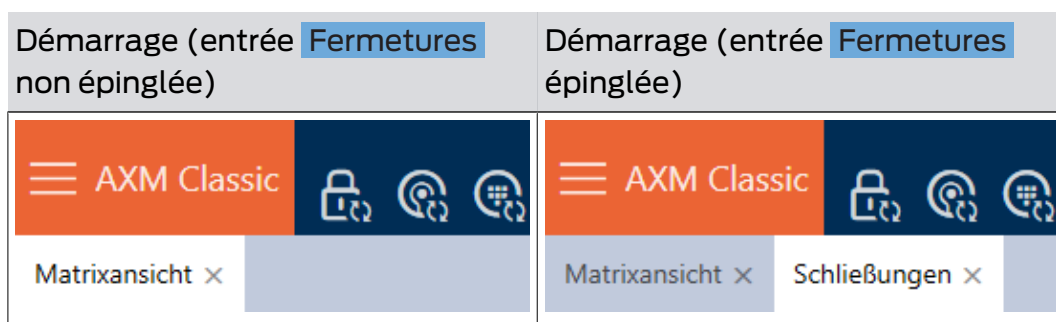 Démarrage (entrée Fermetures
non épinglée)
Démarrage (entrée Fermetures
épinglée)
AXM Classic
Matrixansicht ×
AXM Classic
Matrixansicht × Schließungen ×